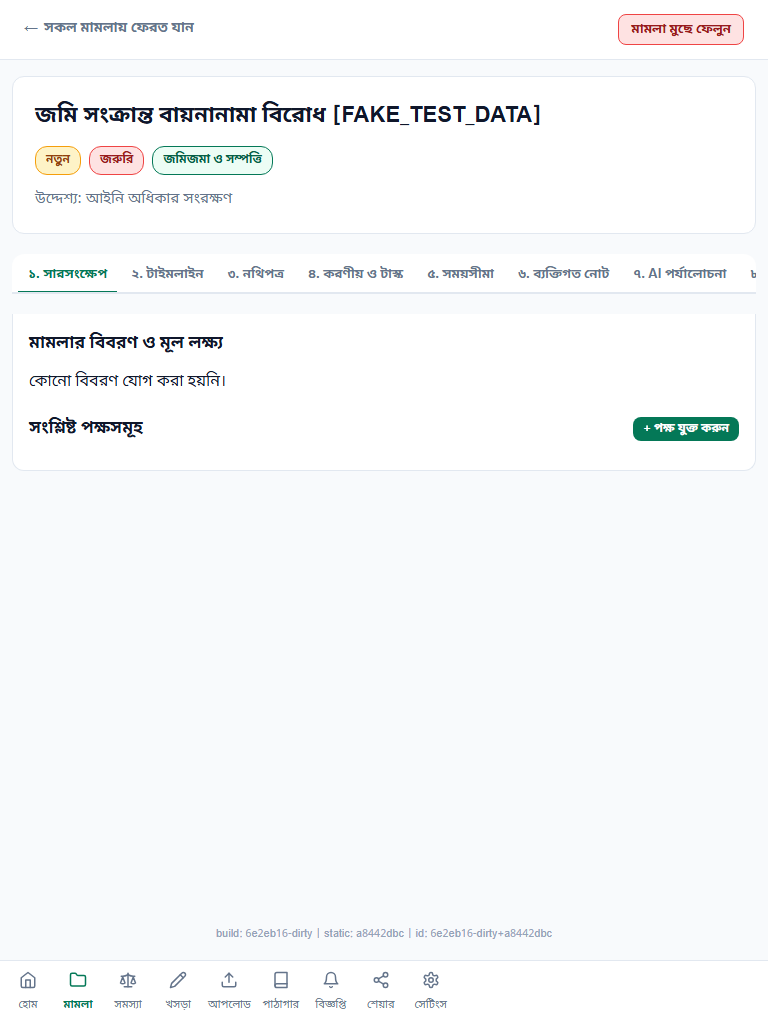 ← সকল মামলায় ফেরত যান
মামলা মুছে ফেলুন
জমি সংক্রান্ত বায়নানামা বিরোধ [FAKE_TEST_DATA]
নতুন জরুরি জমিজমা ও সম্পত্তি
উদ্দেশ্য: আইনি অধিকার সংরক্ষণ
১. সারসংক্ষেপ ২. টাইমলাইন ৩. নথিপত্র ৪. করণীয় ও টাস্ক ৫. সময়সীমা ৬. ব্যক্তিগত নোট ৭. AI পর্যালোচনা
মামলার বিবরণ ও মূল লক্ষ্য
কোনো বিবরণ যোগ করা হয়নি।
সংশ্লিষ্ট পক্ষসমূহ
+ পক্ষ যুক্ত করুন
build: 6e2eb16-dirty | static: a8442dbc | id: 6e2eb16-dirty+a8442dbc
হোম মামলা সমস্যা খসড়া আপলোড পাঠাগার বিজ্ঞপ্তি শেয়ার সেটিংস